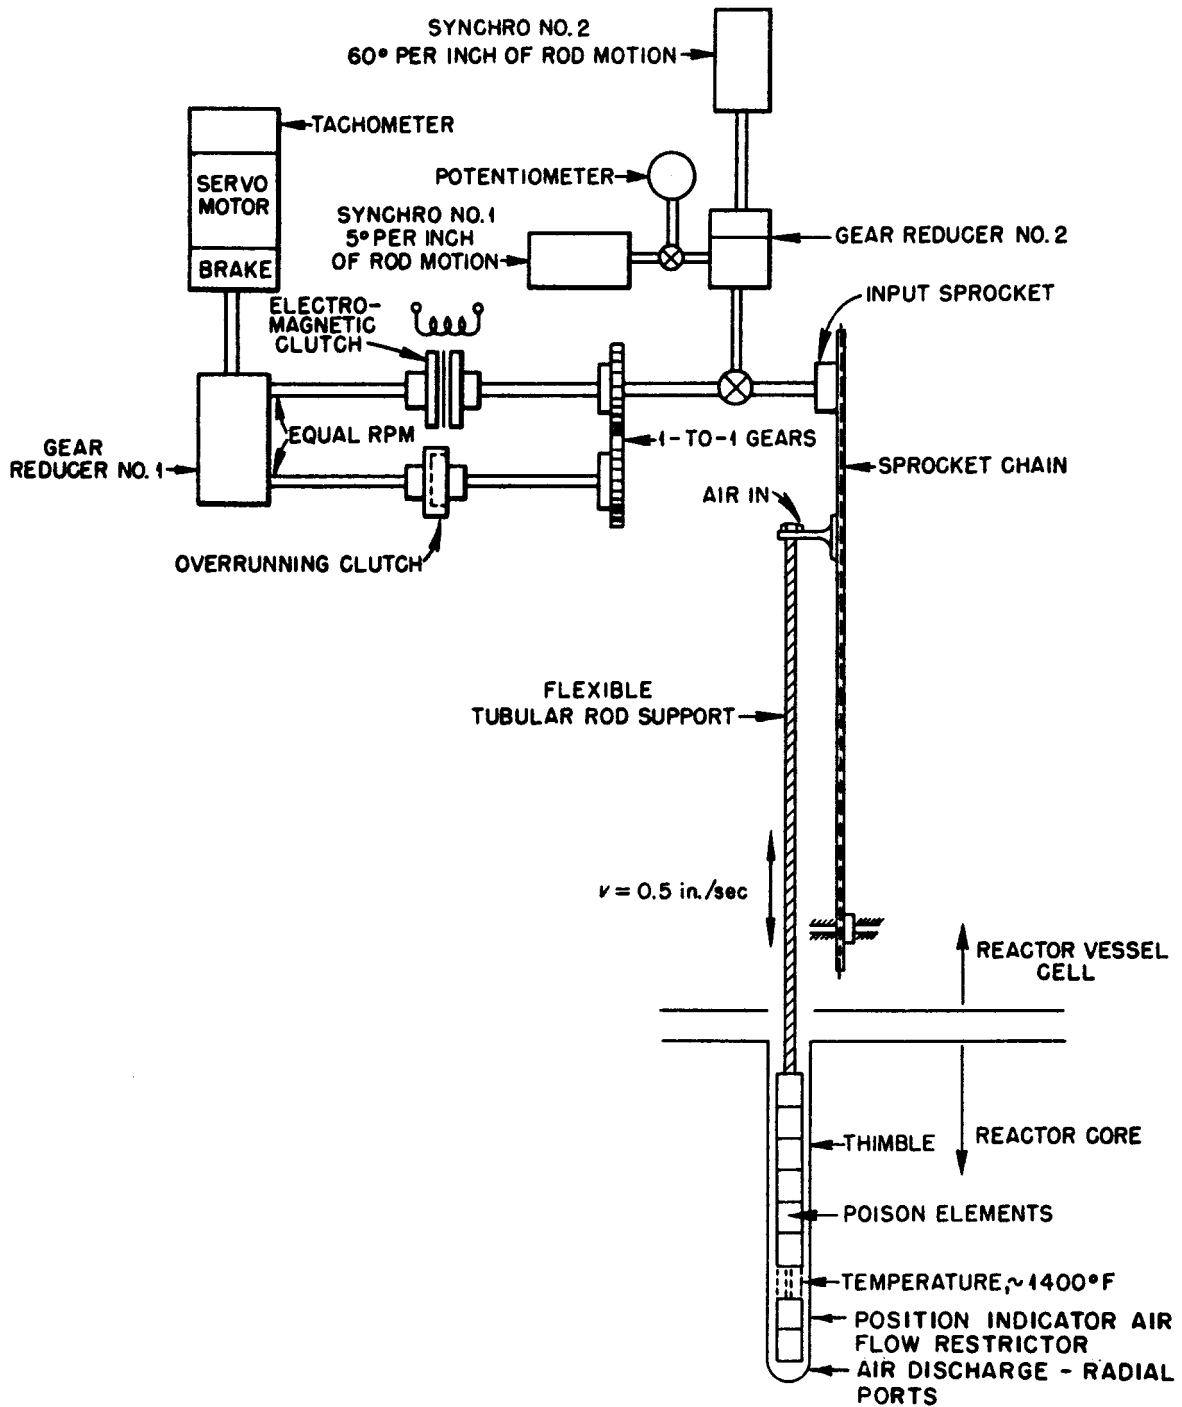 SYNCHRO NO. 2
60° PER INCH OF ROD MOTION
TACHOMETER
SERVO
MOTOR
BRAKE
POTENTIOMETER
SYNCHRO NO. 1
5° PER INCH
OF ROD MOTION
GEAR REDUCER NO. 2
INPUT SPROCKET
ELECTRO-
MAGNETIC
CLUTCH
EQUAL RPM
GEAR
REDUCER NO. 1
1-TO-1 GEARS
SPROCKET CHAIN
AIR IN
OVERRUNNING CLUTCH
FLEXIBLE
TUBULAR ROD SUPPORT
v = 0.5 in./sec
REACTOR VESSEL
CELL
REACTOR CORE
THIMBLE
POISON ELEMENTS
TEMPERATURE, ~1400°F
POSITION INDICATOR AIR
FLOW RESTRICTOR
AIR DISCHARGE - RADIAL
PORTS